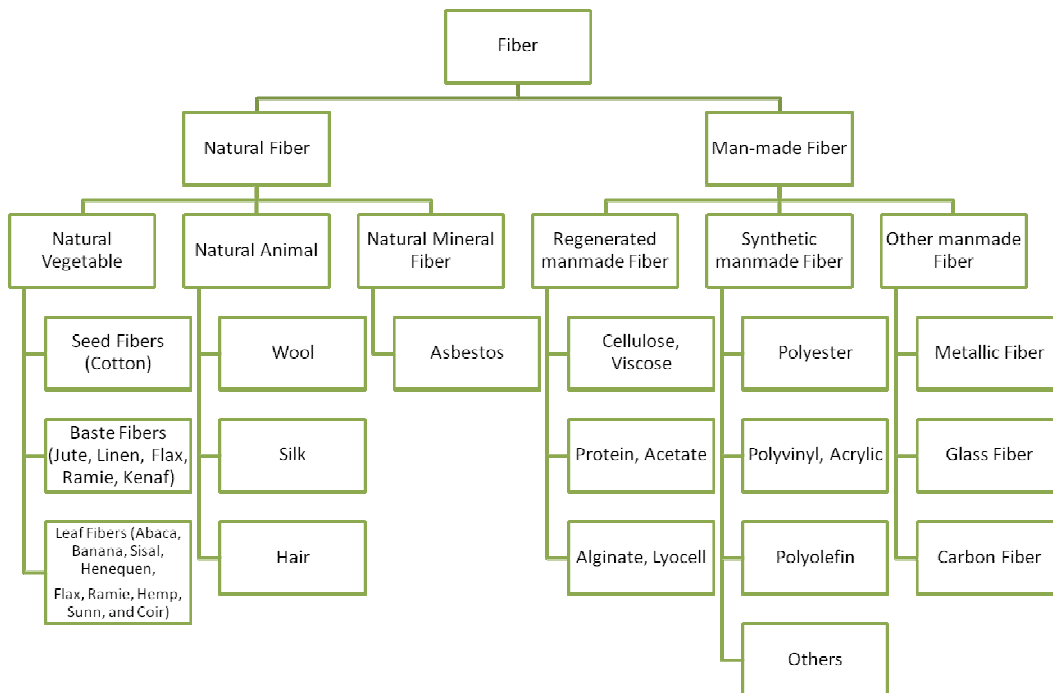 Fiber
Natural Fiber
Man-made Fiber
Natural
Vegetable
Natural Animal
Natural Mineral
Fiber
Regenerated
manmade Fiber
Synthetic
manmade Fiber
Other manmade
Fiber
Seed Fibers
(Cotton)
Wool
Asbestos
Cellulose,
Viscose
Polyester
Metallic Fiber
Baste Fibers
(Jute, Linen, Flax,
Ramie, Kenaf)
Silk
Protein, Acetate
Polyvinyl, Acrylic
Glass Fiber
Leaf Fibers (Abaca,
Banana, Sisal,
Henequen,
Flax, Ramie, Hemp,
Sunn, and Coir)
Hair
Alginate, Lyocell
Polyolefin
Carbon Fiber
Others